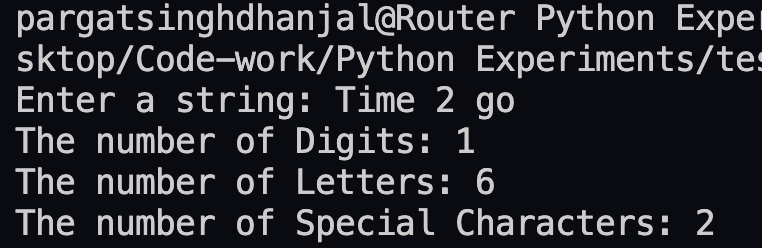 pargatsinghdhanjal@Router Python Exper
sktop/Code-work/Python Experiments/tes
Enter a string: Time 2 go
The number of Digits: 1
The number of Letters: 6
The number of Special Characters: 2